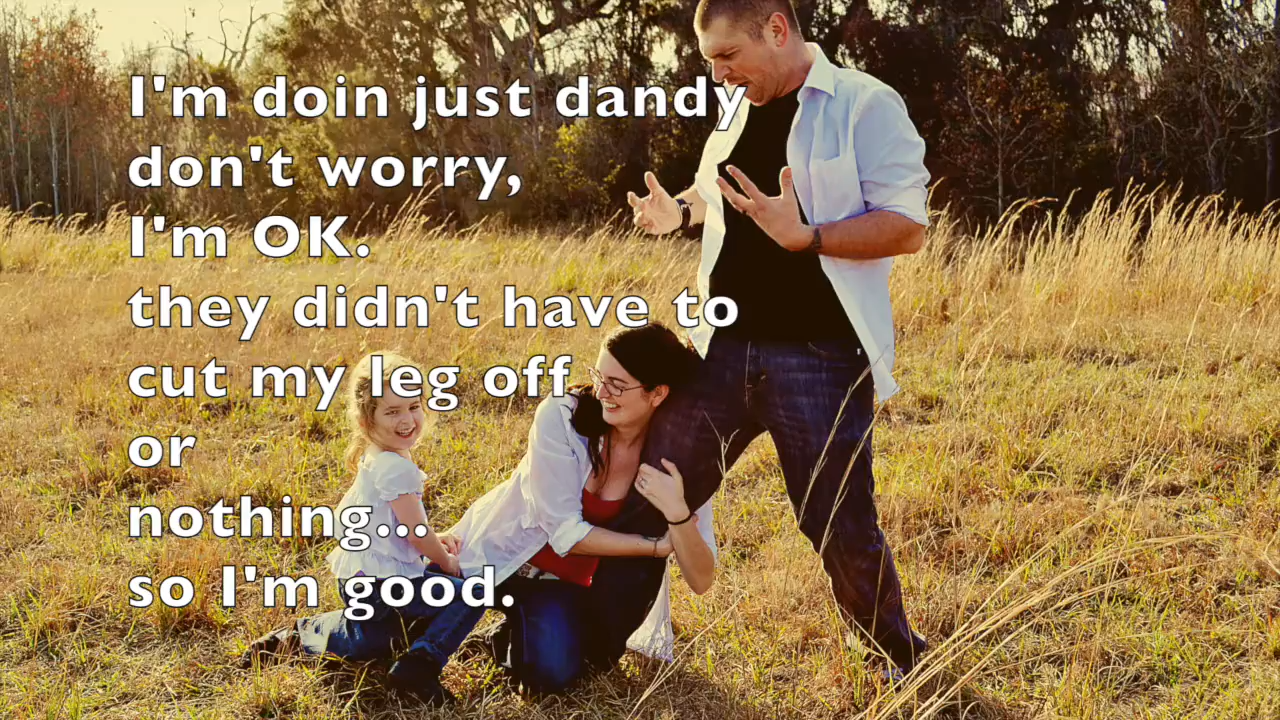 I'm doin just dandy
don't worry,
I'm OK.
they didn't have to
cut my leg off
or
nothing...
so I'm good.